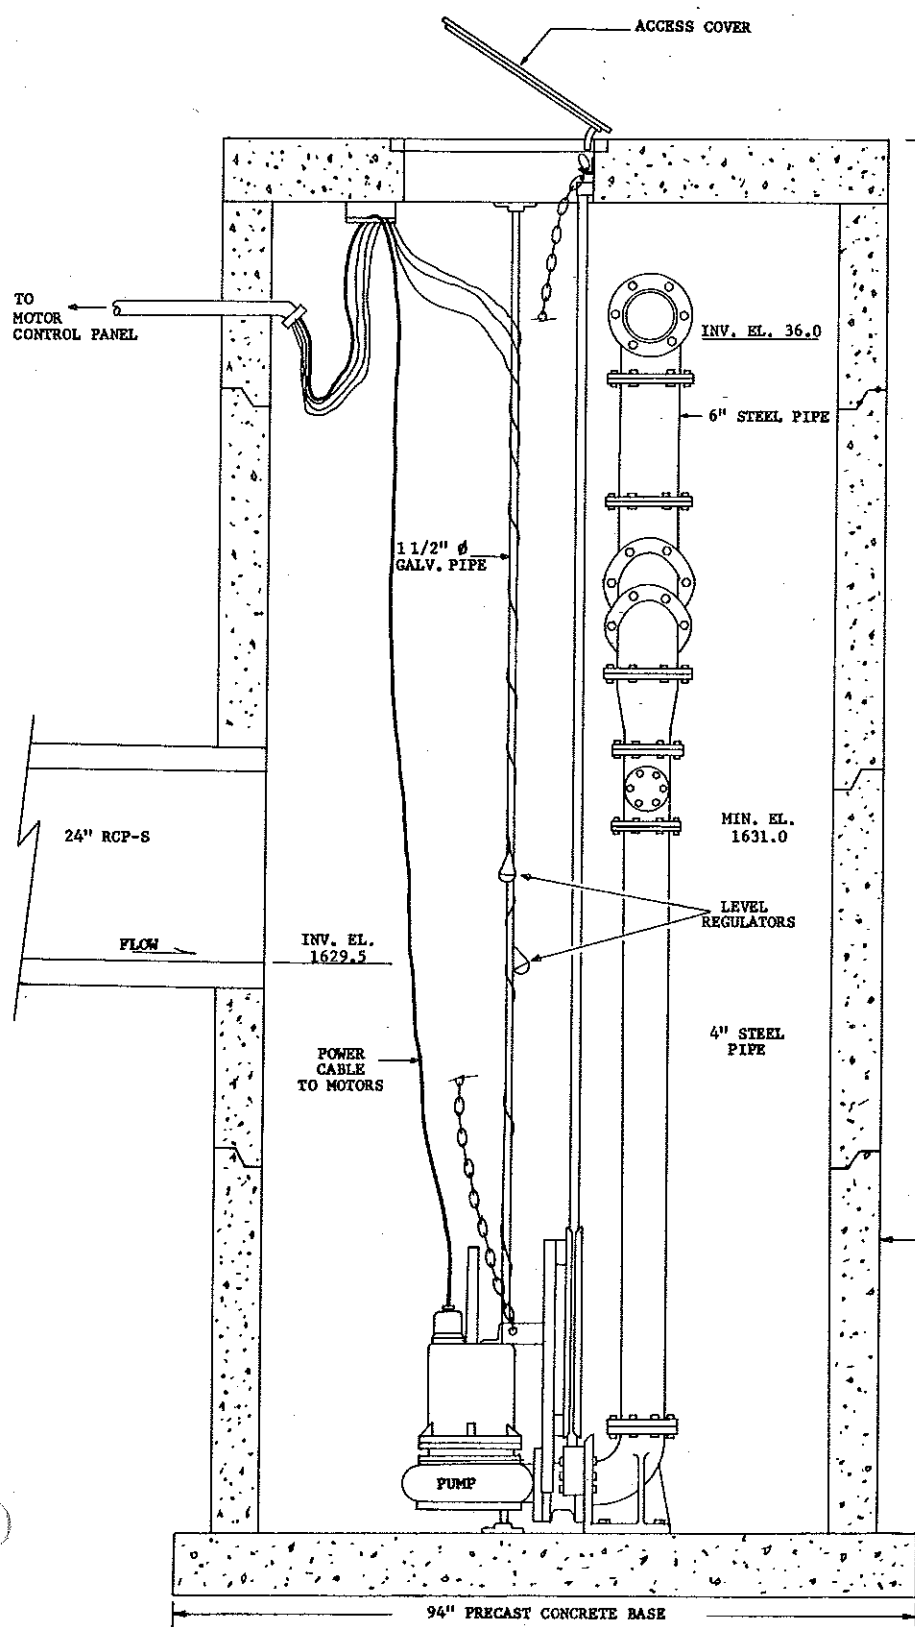 ACCESS COVER
TO
MOTOR
CONTROL PANEL
INV. EL. 36.0
6" STEEL PIPE
1 1/2" Ø
GALV. PIPE
24" RCP-S
MIN. EL.
1631.0
LEVEL
REGULATORS
FLOW
INV. EL.
1629.5
4" STEEL
PIPE
POWER
CABLE
TO MOTORS
PUMP
94" PRECAST CONCRETE BASE